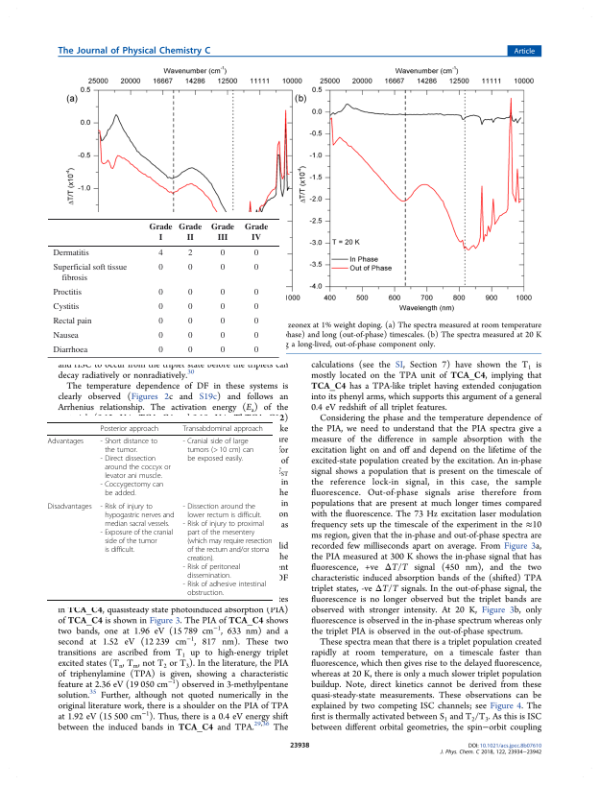 The Journal of Physical Chemistry C
Article
Wavenumber (cm⁻¹)
25000 20000 16667 14286 12500 11111 10000
(a)
0.5
0.0
-0.5
-1.0
ΔT/T (x10⁻⁴)
Wavenumber (cm⁻¹)
25000 20000 16667 14286 12500 11111 10000
(b)
0.5
0.0
-0.5
-1.0
-1.5
-2.0
-2.5
-3.0
-3.5
-4.0
ΔT/T (x10⁻⁴)
T = 20 K
In Phase
Out of Phase
400 500 600 700 800 900 1000
Wavelength (nm)
Grade I Grade II Grade III Grade IV
Dermatitis 4 2 0 0
Superficial soft tissue fibrosis 0 0 0 0
Proctitis 0 0 0 0
Cystitis 0 0 0 0
Rectal pain 0 0 0 0
Nausea 0 0 0 0
Diarrhoea 0 0 0 0
zeonex at 1% weight doping. (a) The spectra measured at room temperature
hase) and long (out-of-phase) timescales. (b) The spectra measured at 20 K
a long-lived, out-of-phase component only.
decay radiatively or nonradiatively.³⁰
The temperature dependence of DF in these systems is
clearly observed (Figures 2c and S19c) and follows an
Arrhenius relationship. The activation energy (Eₐ) of the
Posterior approach Transabdominal approach
Advantages
- Short distance to
the tumor.
- Direct dissection
around the coccyx or
levator ani muscle.
- Coccygectomy can
be added.
- Cranial side of large
tumors (> 10 cm) can
be exposed easily.
Disadvantages
- Risk of injury to
hypogastric nerves and
median sacral vessels.
- Exposure of the cranial
side of the tumor
is difficult.
- Dissection around the
lower rectum is difficult.
- Risk of injury to proximal
part of the mesentery
(which may require resection
of the rectum and/or stoma
creation).
- Risk of peritoneal
dissemination.
- Risk of adhesive intestinal
obstruction.
in TCA_C4, quasisteady state photoinduced absorption (PIA)
of TCA_C4 is shown in Figure 3. The PIA of TCA_C4 shows
two bands, one at 1.96 eV (15 789 cm⁻¹, 633 nm) and a
second at 1.52 eV (12 239 cm⁻¹, 817 nm). These two
transitions are ascribed from T₁ up to high-energy triplet
excited states (Tₙ, Tₘ, not T₂ or T₃). In the literature, the PIA
of triphenylamine (TPA) is given, showing a characteristic
feature at 2.36 eV (19 050 cm⁻¹) observed in 3-methylpentane
solution.³⁵ Further, although not quoted numerically in the
original literature work, there is a shoulder on the PIA of TPA
at 1.92 eV (15 500 cm⁻¹). Thus, there is a 0.4 eV energy shift
between the induced bands in TCA_C4 and TPA.²⁹,³⁶ The
calculations (see the SI, Section 7) have shown the T₁ is
mostly located on the TPA unit of TCA_C4, implying that
TCA_C4 has a TPA-like triplet having extended conjugation
into its phenyl arms, which supports this argument of a general
0.4 eV redshift of all triplet features.
Considering the phase and the temperature dependence of
the PIA, we need to understand that the PIA spectra give a
measure of the difference in sample absorption with the
excitation light on and off and depend on the lifetime of the
excited-state population created by the excitation. An in-phase
signal shows a population that is present on the timescale of
the reference lock-in signal, in this case, the sample
fluorescence. Out-of-phase signals arise therefore from
populations that are present at much longer times compared
with the fluorescence. The 73 Hz excitation laser modulation
frequency sets up the timescale of the experiment in the ≈10
ms region, given that the in-phase and out-of-phase spectra are
recorded few milliseconds apart on average. From Figure 3a,
the PIA measured at 300 K shows the in-phase signal that has
fluorescence, +ve ΔT/T signal (450 nm), and the two
characteristic induced absorption bands of the (shifted) TPA
triplet states, -ve ΔT/T signals. In the out-of-phase signal, the
fluorescence is no longer observed but the triplet bands are
observed with stronger intensity. At 20 K, Figure 3b, only
fluorescence is observed in the in-phase spectrum whereas only
the triplet PIA is observed in the out-of-phase spectrum.
These spectra mean that there is a triplet population created
rapidly at room temperature, on a timescale faster than
fluorescence, which then gives rise to the delayed fluorescence,
whereas at 20 K, there is only a much slower triplet population
buildup. Note, direct kinetics cannot be derived from these
quasi-steady-state measurements. These observations can be
explained by two competing ISC channels; see Figure 4. The
first is thermally activated between S₁ and T₂/T₃. As this is ISC
between different orbital geometries, the spin−orbit coupling
23938
DOI: 10.1021/acs.jpcc.8b07610
J. Phys. Chem. C 2018, 122, 23934−23942